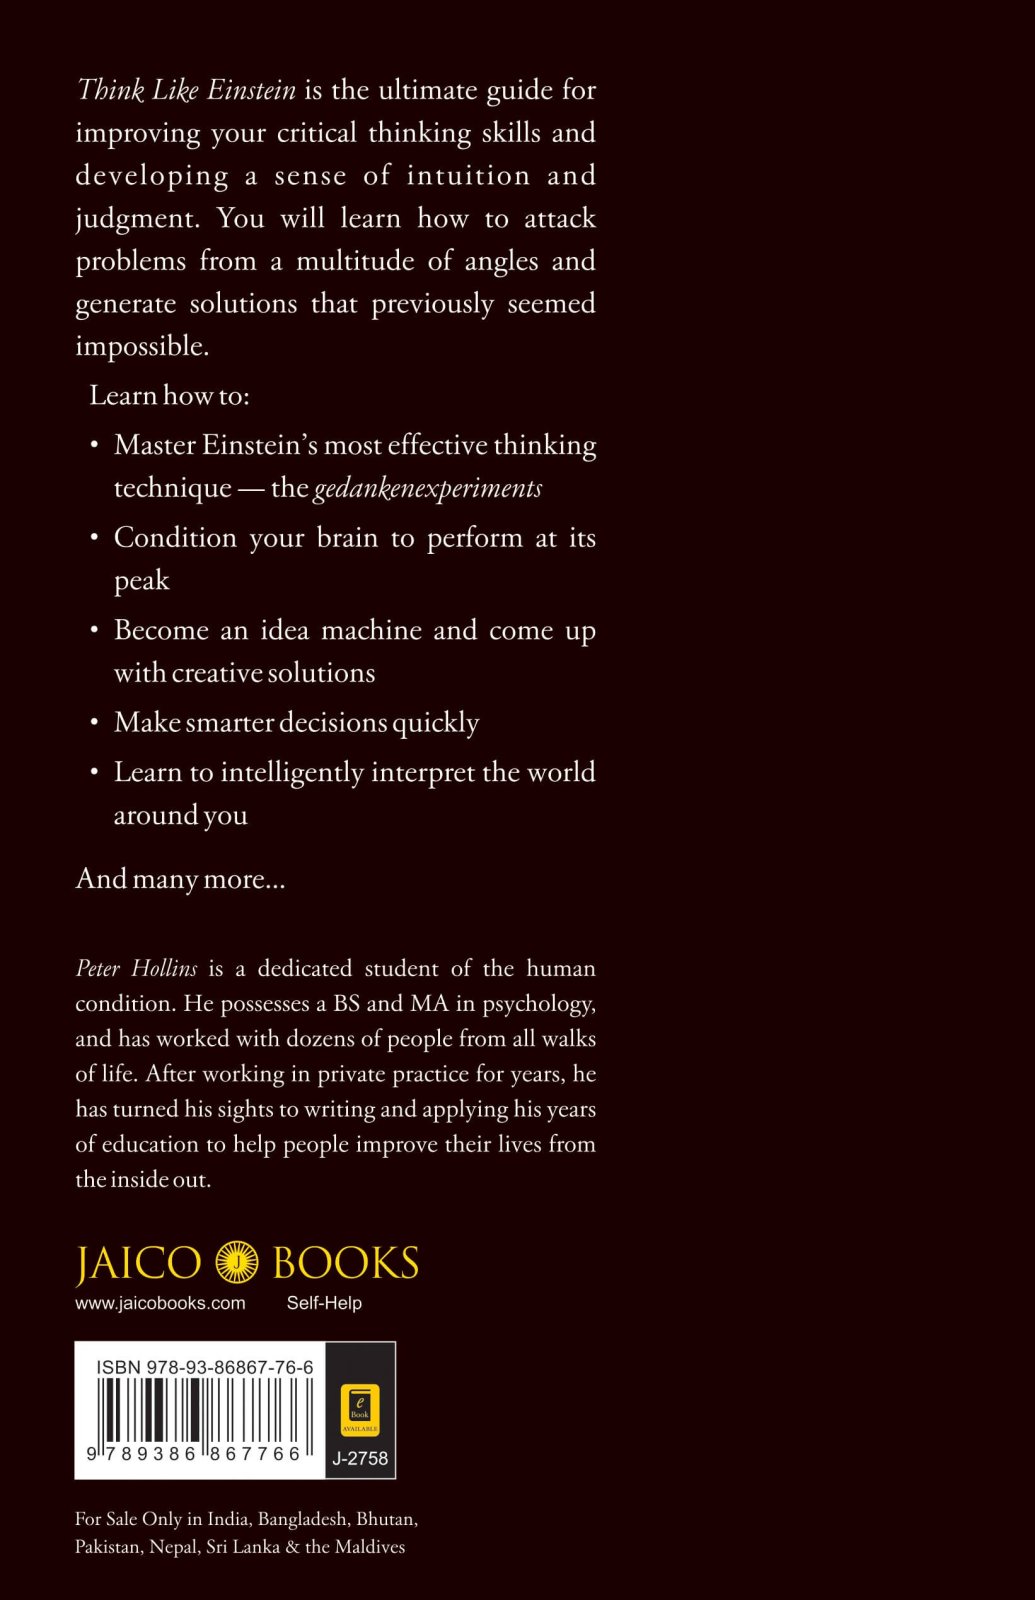 Think Like Einstein is the ultimate guide for
improving your critical thinking skills and
developing a sense of intuition and
judgment. You will learn how to attack
problems from a multitude of angles and
generate solutions that previously seemed
impossible.
Learn how to:
• Master Einstein’s most effective thinking
technique — the gedankenexperiments
• Condition your brain to perform at its
peak
• Become an idea machine and come up
with creative solutions
• Make smarter decisions quickly
• Learn to intelligently interpret the world
around you
And many more...
Peter Hollins is a dedicated student of the human
condition. He possesses a BS and MA in psychology,
and has worked with dozens of people from all walks
of life. After working in private practice for years, he
has turned his sights to writing and applying his years
of education to help people improve their lives from
the inside out.
JAICO J BOOKS
www.jaicobooks.com Self-Help
ISBN 978-93-86867-76-6
9 789386 867766
e
Book
AVAILABLE
J-2758
For Sale Only in India, Bangladesh, Bhutan,
Pakistan, Nepal, Sri Lanka & the Maldives